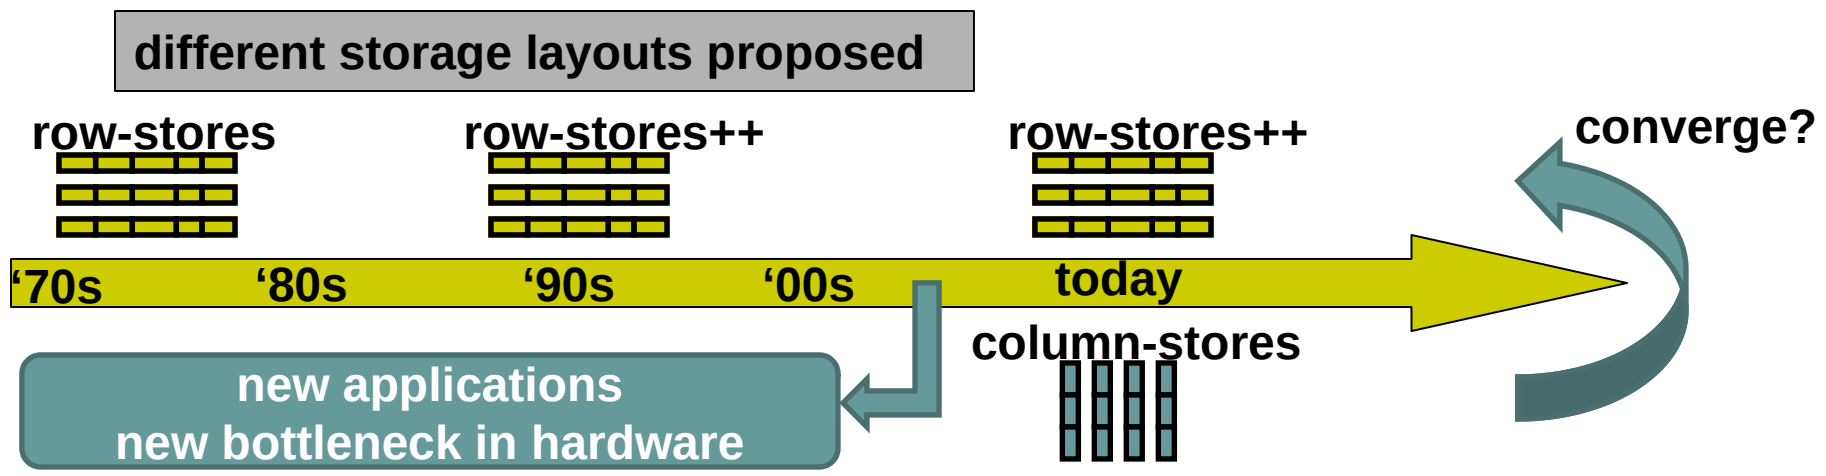 different storage layouts proposed
row-stores
row-stores++
row-stores++
converge?
‘70s
‘80s
‘90s
‘00s
today
column-stores
new applications
new bottleneck in hardware